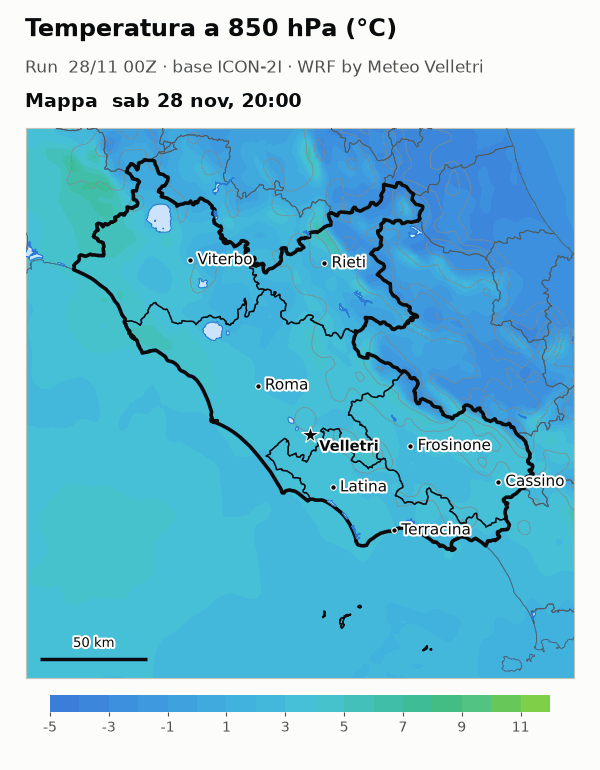 Temperatura a 850 hPa (°C)
Run  28/11 00Z · base ICON-2I · WRF by Meteo Velletri
Mappa  sab 28 nov, 20:00
Viterbo
Rieti
Roma
Velletri
Frosinone
Latina
Cassino
Terracina
50 km
-5 -3 -1 1 3 5 7 9 11